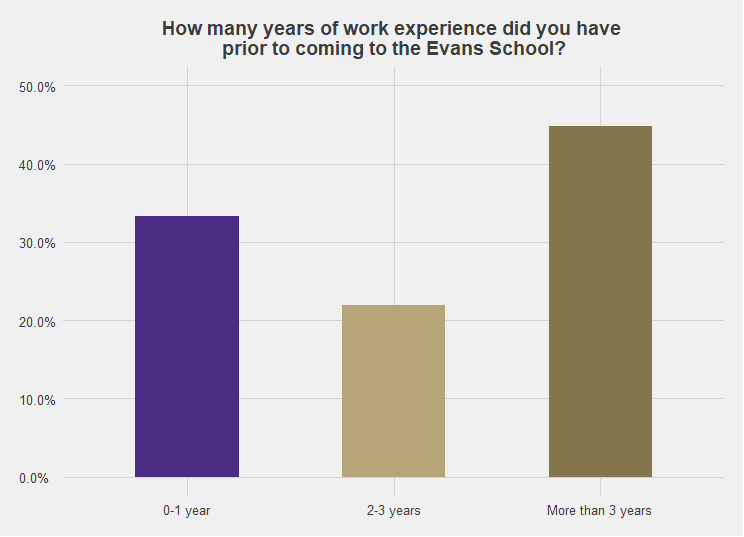 How many years of work experience did you have
prior to coming to the Evans School?
50.0%
40.0%
30.0%
20.0%
10.0%
0.0%
0-1 year
2-3 years
More than 3 years